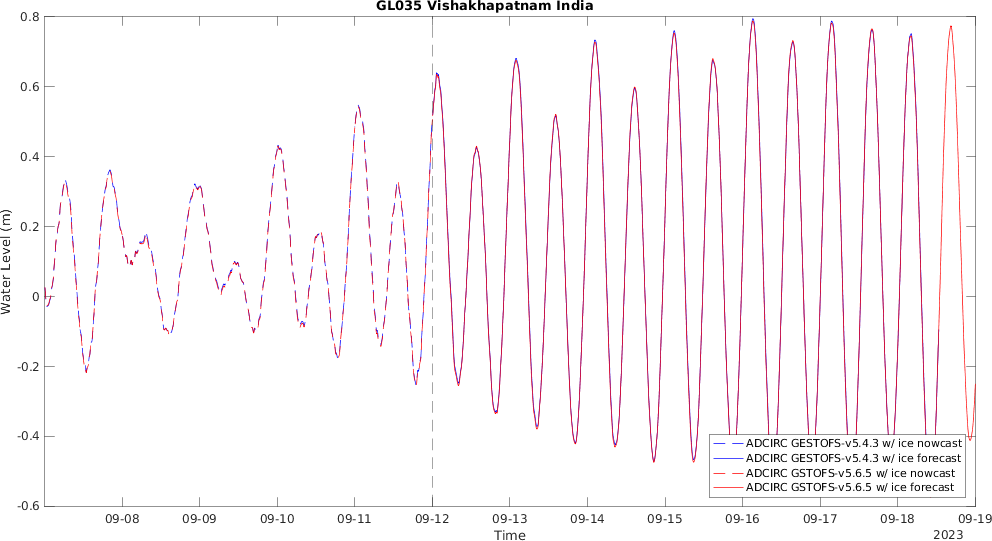 GL035 Vishakhapatnam India
0.8
0.6
0.4
0.2
0
-0.2
-0.4
-0.6
Water Level (m)
ADCIRC GESTOFS-v5.4.3 w/ ice nowcast
ADCIRC GESTOFS-v5.4.3 w/ ice forecast
ADCIRC GSTOFS-v5.6.5 w/ ice nowcast
ADCIRC GSTOFS-v5.6.5 w/ ice forecast
09-08 09-09 09-10 09-11 09-12 09-13 09-14 09-15 09-16 09-17 09-18 09-19
Time
2023